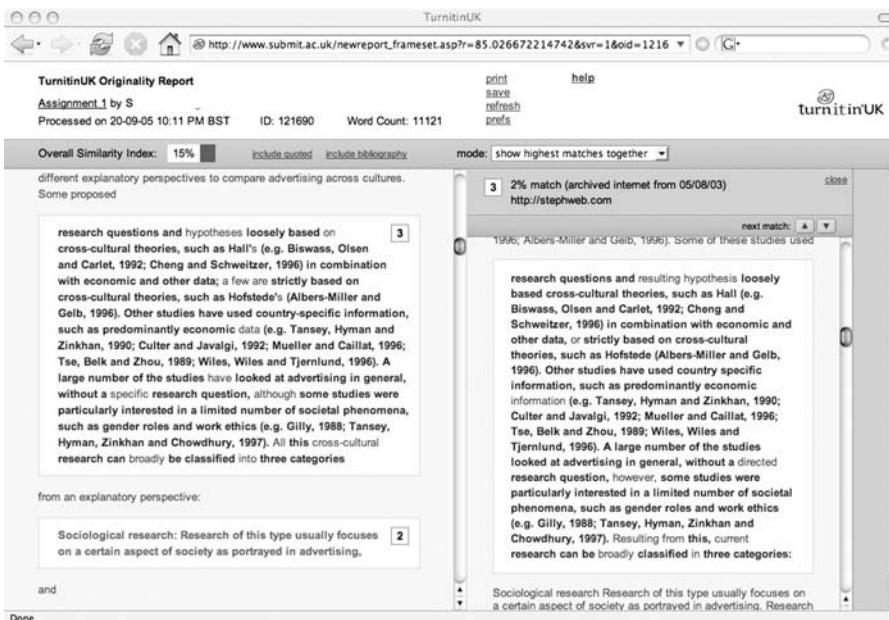 TurnitinUK
http://www.submit.ac.uk/newreport_frameset.asp?r=85.026672214742&svr=1&oid=1216
G
TurnitinUK Originality Report
Assignment 1 by S
Processed on 20-09-05 10:11 PM BST ID: 121690 Word Count: 11121
print
save
refresh
prefs
help
turnitinUK
Overall Similarity Index: 15%
include quoted
include bibliography
mode: show highest matches together
different explanatory perspectives to compare advertising across cultures.
Some proposed
research questions and hypotheses loosely based on
3
cross-cultural theories, such as Hall's (e.g. Biswass, Olsen
and Carlet, 1992; Cheng and Schweitzer, 1996) in combination
with economic and other data; a few are strictly based on
cross-cultural theories, such as Hofstede's (Albers-Miller and
Gelb, 1996). Other studies have used country-specific information,
such as predominantly economic data (e.g. Tansey, Hyman and
Zinkhan, 1990; Culter and Javalgi, 1992; Mueller and Caillat, 1996;
Tse, Belk and Zhou, 1989; Wiles, Wiles and Tjernlund, 1996). A
large number of the studies have looked at advertising in general,
without a specific research question, although some studies were
particularly interested in a limited number of societal phenomena,
such as gender roles and work ethics (e.g. Gilly, 1988; Tansey,
Hyman, Zinkhan and Chowdhury, 1997). All this cross-cultural
research can broadly be classified into three categories
from an explanatory perspective:
Sociological research: Research of this type usually focuses
2
on a certain aspect of society as portrayed in advertising,
and
3
2% match (archived internet from 05/08/03)
http://stephweb.com
close
next match:
1996; Albers-Miller and Gelb, 1996). Some of these studies used
research questions and resulting hypothesis loosely
based cross-cultural theories, such as Hall (e.g.
Biswass, Olsen and Carlet, 1992; Cheng and
Schweitzer, 1996) in combination with economic and
other data, or strictly based on cross-cultural
theories, such as Hofstede (Albers-Miller and Gelb,
1996). Other studies have used country specific
information, such as predominantly economic
information (e.g. Tansey, Hyman and Zinkhan, 1990;
Culter and Javalgi, 1992; Mueller and Caillat, 1996;
Tse, Belk and Zhou, 1989; Wiles, Wiles and
Tjernlund, 1996). A large number of the studies
looked at advertising in general, without a directed
research question, however, some studies were
particularly interested in a limited number of societal
phenomena, such as gender roles and work ethics
(e.g. Gilly, 1988; Tansey, Hyman, Zinkhan and
Chowdhury, 1997). Resulting from this, current
research can be broadly classified in three categories:
Sociological research Research of this type usually focuses on
a certain aspect of society as portrayed in advertising. Research
Done